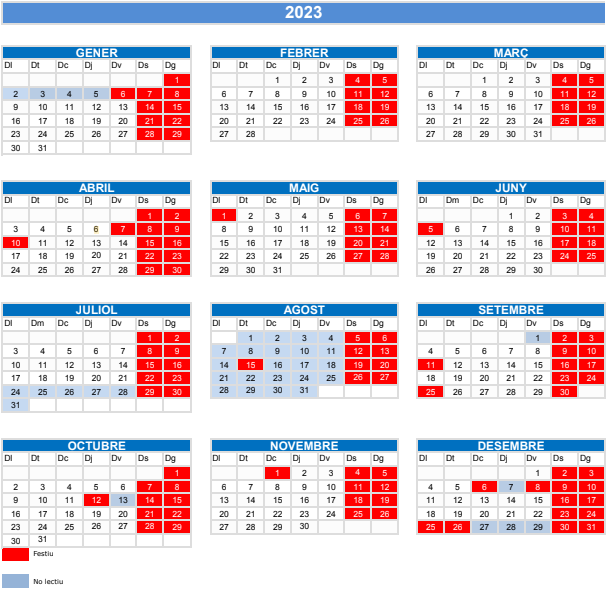 2023
GENER
Dl Dt Dc Dj Dv Ds Dg
1
2 3 4 5 6 7 8
9 10 11 12 13 14 15
16 17 18 19 20 21 22
23 24 25 26 27 28 29
30 31
FEBRER
Dl Dt Dc Dj Dv Ds Dg
1 2 3 4 5
6 7 8 9 10 11 12
13 14 15 16 17 18 19
20 21 22 23 24 25 26
27 28
MARÇ
Dl Dt Dc Dj Dv Ds Dg
1 2 3 4 5
6 7 8 9 10 11 12
13 14 15 16 17 18 19
20 21 22 23 24 25 26
27 28 29 30 31
ABRIL
Dl Dt Dc Dj Dv Ds Dg
1 2
3 4 5 6 7 8 9
10 11 12 13 14 15 16
17 18 19 20 21 22 23
24 25 26 27 28 29 30
MAIG
Dl Dt Dc Dj Dv Ds Dg
1 2 3 4 5 6 7
8 9 10 11 12 13 14
15 16 17 18 19 20 21
22 23 24 25 26 27 28
29 30 31
JUNY
Dl Dm Dc Dj Dv Ds Dg
1 2 3 4
5 6 7 8 9 10 11
12 13 14 15 16 17 18
19 20 21 22 23 24 25
26 27 28 29 30
JULIOL
Dl Dm Dc Dj Dv Ds Dg
1 2
3 4 5 6 7 8 9
10 11 12 13 14 15 16
17 18 19 20 21 22 23
24 25 26 27 28 29 30
31
AGOST
Dl Dt Dc Dj Dv Ds Dg
1 2 3 4 5 6
7 8 9 10 11 12 13
14 15 16 17 18 19 20
21 22 23 24 25 26 27
28 29 30 31
SETEMBRE
Dl Dt Dc Dj Dv Ds Dg
1 2 3
4 5 6 7 8 9 10
11 12 13 14 15 16 17
18 19 20 21 22 23 24
25 26 27 28 29 30
OCTUBRE
Dl Dt Dc Dj Dv Ds Dg
1
2 3 4 5 6 7 8
9 10 11 12 13 14 15
16 17 18 19 20 21 22
23 24 25 26 27 28 29
30 31
NOVEMBRE
Dl Dt Dc Dj Dv Ds Dg
1 2 3 4 5
6 7 8 9 10 11 12
13 14 15 16 17 18 19
20 21 22 23 24 25 26
27 28 29 30
DESEMBRE
Dl Dt Dc Dj Dv Ds Dg
1 2 3
4 5 6 7 8 9 10
11 12 13 14 15 16 17
18 19 20 21 22 23 24
25 26 27 28 29 30 31
Festiu
No lectiu